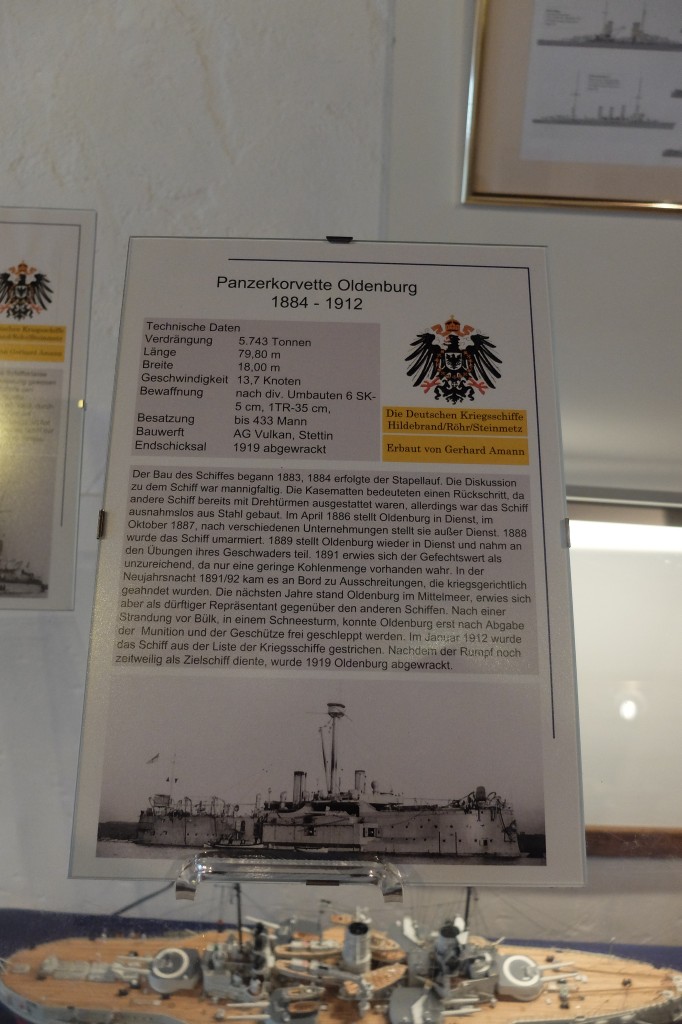 Panzerkorvette Oldenburg
1884 - 1912
Technische Daten
Verdrängung 5.743 Tonnen
Länge 79,80 m
Breite 18,00 m
Geschwindigkeit 13,7 Knoten
Bewaffnung nach div. Umbauten 6 SK-
5 cm, 1TR-35 cm,
Besatzung bis 433 Mann
Bauwerft AG Vulkan, Stettin
Endschicksal 1919 abgewrackt
Die Deutschen Kriegsschiffe
Hildebrand/Röhr/Steinmetz
Erbaut von Gerhard Amann
Der Bau des Schiffes begann 1883, 1884 erfolgte der Stapellauf. Die Diskussion
zu dem Schiff war mannigfaltig. Die Kasematten bedeuteten einen Rückschritt, da
andere Schiff bereits mit Drehtürmen ausgestattet waren, allerdings war das Schiff
ausnahmslos aus Stahl gebaut. Im April 1886 stellt Oldenburg in Dienst, im
Oktober 1887, nach verschiedenen Unternehmungen stellt sie außer Dienst. 1888
wurde das Schiff umarmiert. 1889 stellt Oldenburg wieder in Dienst und nahm an
den Übungen ihres Geschwaders teil. 1891 erwies sich der Gefechtswert als
unzureichend, da nur eine geringe Kohlenmenge vorhanden wahr. In der
Neujahrsnacht 1891/92 kam es an Bord zu Ausschreitungen, die kriegsgerichtlich
geahndet wurden. Die nächsten Jahre stand Oldenburg im Mittelmeer, erwies sich
aber als dürftiger Repräsentant gegenüber den anderen Schiffen. Nach einer
Strandung vor Bülk, in einem Schneesturm, konnte Oldenburg erst nach Abgabe
der Munition und der Geschütze frei geschleppt werden. Im Januar 1912 wurde
das Schiff aus der Liste der Kriegsschiffe gestrichen. Nachdem der Rumpf noch
zeitweilig als Zielschiff diente, wurde 1919 Oldenburg abgewrackt.